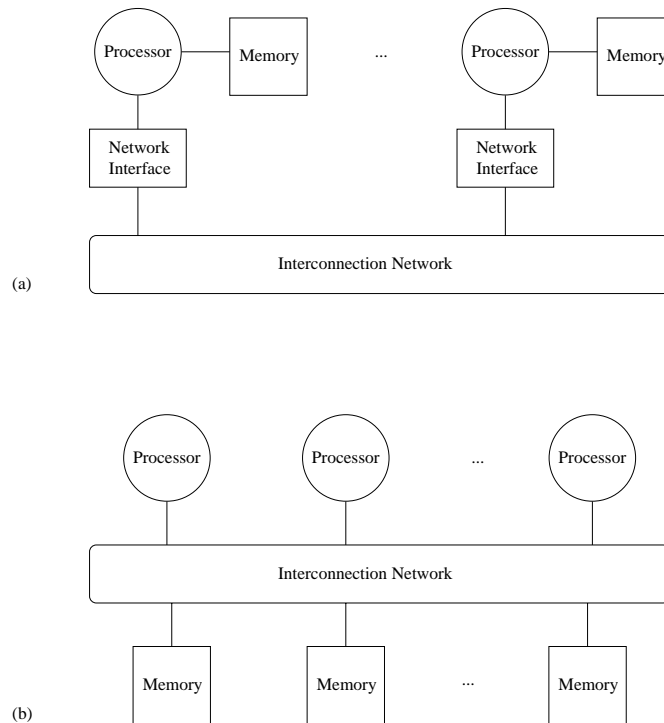 Processor
Memory
...
Processor
Memory
Network
Interface
Network
Interface
Interconnection Network
(a)
Processor
Processor
...
Processor
Interconnection Network
Memory
Memory
...
Memory
(b)